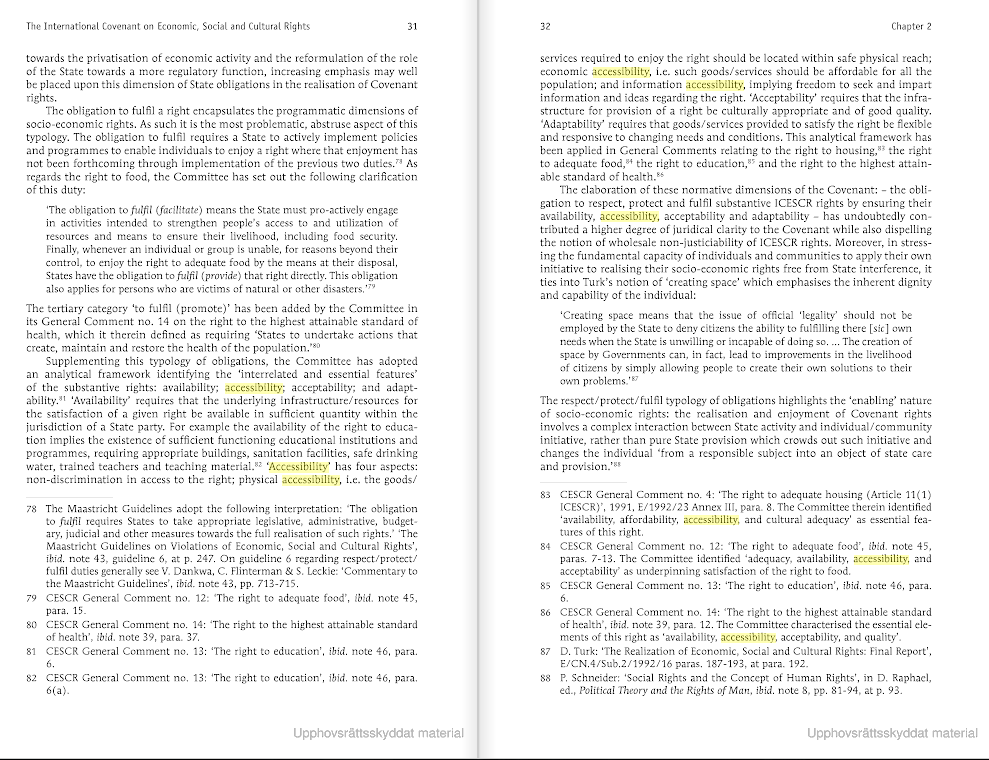 The International Covenant on Economic, Social and Cultural Rights 31
towards the privatisation of economic activity and the reformulation of the role
of the State towards a more regulatory function, increasing emphasis may well
be placed upon this dimension of State obligations in the realisation of Covenant
rights.
The obligation to fulfil a right encapsulates the programmatic dimensions of
socio-economic rights. As such it is the most problematic, abstruse aspect of this
typology. The obligation to fulfil requires a State to actively implement policies
and programmes to enable individuals to enjoy a right where that enjoyment has
not been forthcoming through implementation of the previous two duties.78 As
regards the right to food, the Committee has set out the following clarification
of this duty:
'The obligation to fulfil (facilitate) means the State must pro-actively engage
in activities intended to strengthen people's access to and utilization of
resources and means to ensure their livelihood, including food security.
Finally, whenever an individual or group is unable, for reasons beyond their
control, to enjoy the right to adequate food by the means at their disposal,
States have the obligation to fulfil (provide) that right directly. This obligation
also applies for persons who are victims of natural or other disasters.'79
The tertiary category 'to fulfil (promote)' has been added by the Committee in
its General Comment no. 14 on the right to the highest attainable standard of
health, which it therein defined as requiring 'States to undertake actions that
create, maintain and restore the health of the population.'80
Supplementing this typology of obligations, the Committee has adopted
an analytical framework identifying the 'interrelated and essential features'
of the substantive rights: availability; accessibility; acceptability; and adapt-
ability.81 'Availability' requires that the underlying infrastructure/resources for
the satisfaction of a given right be available in sufficient quantity within the
jurisdiction of a State party. For example the availability of the right to educa-
tion implies the existence of sufficient functioning educational institutions and
programmes, requiring appropriate buildings, sanitation facilities, safe drinking
water, trained teachers and teaching material.82 'Accessibility' has four aspects:
non-discrimination in access to the right; physical accessibility, i.e. the goods/
78 The Maastricht Guidelines adopt the following interpretation: 'The obligation
to fulfil requires States to take appropriate legislative, administrative, budget-
ary, judicial and other measures towards the full realisation of such rights.' 'The
Maastricht Guidelines on Violations of Economic, Social and Cultural Rights',
ibid. note 43, guideline 6, at p. 247. On guideline 6 regarding respect/protect/
fulfil duties generally see V. Dankwa, C. Flinterman & S. Leckie: 'Commentary to
the Maastricht Guidelines', ibid. note 43, pp. 713-715.
79 CESCR General Comment no. 12: 'The right to adequate food', ibid. note 45,
para. 15.
80 CESCR General Comment no. 14: 'The right to the highest attainable standard
of health', ibid. note 39, para. 37.
81 CESCR General Comment no. 13: 'The right to education', ibid. note 46, para.
6.
82 CESCR General Comment no. 13: 'The right to education', ibid. note 46, para.
6(a).
Upphovsrättsskyddat material
32 Chapter 2
services required to enjoy the right should be located within safe physical reach;
economic accessibility, i.e. such goods/services should be affordable for all the
population; and information accessibility, implying freedom to seek and impart
information and ideas regarding the right. 'Acceptability' requires that the infra-
structure for provision of a right be culturally appropriate and of good quality.
'Adaptability' requires that goods/services provided to satisfy the right be flexible
and responsive to changing needs and conditions. This analytical framework has
been applied in General Comments relating to the right to housing,83 the right
to adequate food,84 the right to education,85 and the right to the highest attain-
able standard of health.86
The elaboration of these normative dimensions of the Covenant: – the obli-
gation to respect, protect and fulfil substantive ICESCR rights by ensuring their
availability, accessibility, acceptability and adaptability – has undoubtedly con-
tributed a higher degree of juridical clarity to the Covenant while also dispelling
the notion of wholesale non-justiciability of ICESCR rights. Moreover, in stress-
ing the fundamental capacity of individuals and communities to apply their own
initiative to realising their socio-economic rights free from State interference, it
ties into Turk's notion of 'creating space' which emphasises the inherent dignity
and capability of the individual:
'Creating space means that the issue of official 'legality' should not be
employed by the State to deny citizens the ability to fulfilling there [sic] own
needs when the State is unwilling or incapable of doing so. ... The creation of
space by Governments can, in fact, lead to improvements in the livelihood
of citizens by simply allowing people to create their own solutions to their
own problems.'87
The respect/protect/fulfil typology of obligations highlights the 'enabling' nature
of socio-economic rights: the realisation and enjoyment of Covenant rights
involves a complex interaction between State activity and individual/community
initiative, rather than pure State provision which crowds out such initiative and
changes the individual 'from a responsible subject into an object of state care
and provision.'88
83 CESCR General Comment no. 4: 'The right to adequate housing (Article 11(1)
ICESCR)', 1991, E/1992/23 Annex III, para. 8. The Committee therein identified
'availability, affordability, accessibility, and cultural adequacy' as essential fea-
tures of this right.
84 CESCR General Comment no. 12: 'The right to adequate food', ibid. note 45,
paras. 7-13. The Committee identified 'adequacy, availability, accessibility, and
acceptability' as underpinning satisfaction of the right to food.
85 CESCR General Comment no. 13: 'The right to education', ibid. note 46, para.
6.
86 CESCR General Comment no. 14: 'The right to the highest attainable standard
of health', ibid. note 39, para. 12. The Committee characterised the essential ele-
ments of this right as 'availability, accessibility, acceptability, and quality'.
87 D. Turk: 'The Realization of Economic, Social and Cultural Rights: Final Report',
E/CN.4/Sub.2/1992/16 paras. 187-193, at para. 192.
88 P. Schneider: 'Social Rights and the Concept of Human Rights', in D. Raphael,
ed., Political Theory and the Rights of Man, ibid. note 8, pp. 81-94, at p. 93.
Upphovsrättsskyddat material